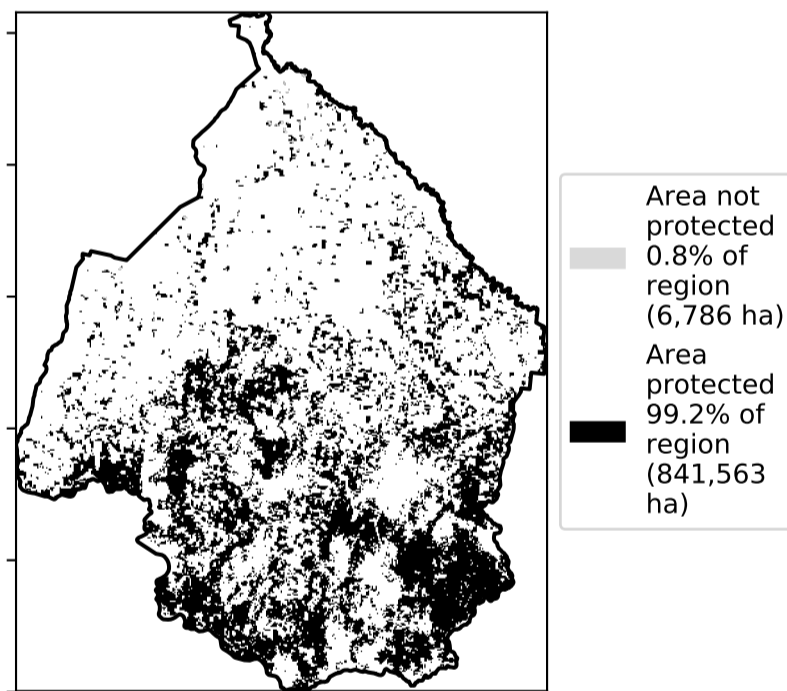 Area not
protected
0.8% of
region
(6,786 ha)
Area
protected
99.2% of
region
(841,563
ha)